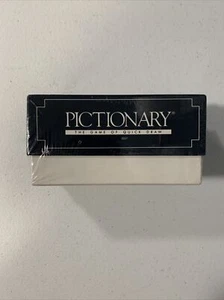 PICTIONARY
THE GAME OF QUICK DRAW